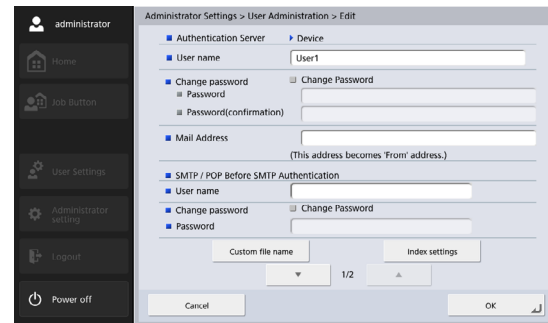 administrator
Home
Job Button
User Settings
Administrator
setting
Logout
Power off
Administrator Settings > User Administration > Edit
Authentication Server Device
User name User1
Change password Change Password
Password
Password(confirmation)
Mail Address
(This address becomes 'From' address.)
SMTP / POP Before SMTP Authentication
User name
Change password Change Password
Password
Custom file name Index settings
1/2
Cancel OK